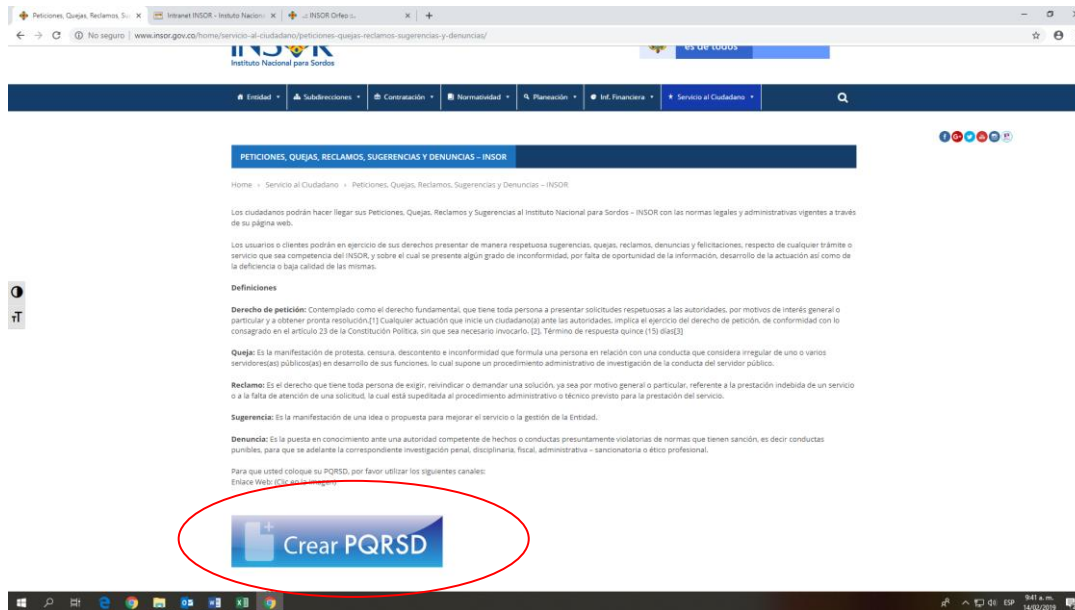 Peticiones, Quejas, Reclamos, Su
Intranet INSOR - Instituto Nacion
..: INSOR Orfeo :..
No seguro | www.insor.gov.co/home/servicio-al-ciudadano/peticiones-quejas-reclamos-sugerencias-y-denuncias/
INSOR
Instituto Nacional para Sordos
es de todos
Entidad
Subdirecciones
Contratación
Normatividad
Planeación
Inf. Financiera
Servicio al Ciudadano
PETICIONES, QUEJAS, RECLAMOS, SUGERENCIAS Y DENUNCIAS – INSOR
Home › Servicio al Ciudadano › Peticiones, Quejas, Reclamos, Sugerencias y Denuncias – INSOR
Los ciudadanos podrán hacer llegar sus Peticiones, Quejas, Reclamos y Sugerencias al Instituto Nacional para Sordos – INSOR con las normas legales y administrativas vigentes a través
de su página web.
Los usuarios o clientes podrán en ejercicio de sus derechos presentar de manera respetuosa sugerencias, quejas, reclamos, denuncias y felicitaciones, respecto de cualquier trámite o
servicio que sea competencia del INSOR, y sobre el cual se presente algún grado de inconformidad, por falta de oportunidad de la información, desarrollo de la actuación así como de
la deficiencia o baja calidad de las mismas.
Definiciones
Derecho de petición: Contemplado como el derecho fundamental, que tiene toda persona a presentar solicitudes respetuosas a las autoridades, por motivos de interés general o
particular y a obtener pronta resolución.[1] Cualquier actuación que inicie un ciudadano(a) ante las autoridades, implica el ejercicio del derecho de petición, de conformidad con lo
consagrado en el artículo 23 de la Constitución Política, sin que sea necesario invocarlo. [2], Término de respuesta quince (15) días[3]
Queja: Es la manifestación de protesta, censura, descontento e inconformidad que formula una persona en relación con una conducta que considera irregular de uno o varios
servidores(as) públicos(as) en desarrollo de sus funciones, lo cual supone un procedimiento administrativo de investigación de la conducta del servidor público.
Reclamo: Es el derecho que tiene toda persona de exigir, reivindicar o demandar una solución, ya sea por motivo general o particular, referente a la prestación indebida de un servicio
o a la falta de atención de una solicitud, la cual está supeditada al procedimiento administrativo o técnico previsto para la prestación del servicio.
Sugerencia: Es la manifestación de una idea o propuesta para mejorar el servicio o la gestión de la Entidad.
Denuncia: Es la puesta en conocimiento ante una autoridad competente de hechos o conductas presuntamente violatorias de normas que tienen sanción, es decir conductas
punibles, para que se adelante la correspondiente investigación penal, disciplinaria, fiscal, administrativa – sancionatoria o ético profesional.
Para que usted coloque su PQRSD, por favor utilizar los siguientes canales:
Enlace Web: (Clic en la imagen)
Crear PQRSD
ESP
9:41 a. m.
14/02/2019